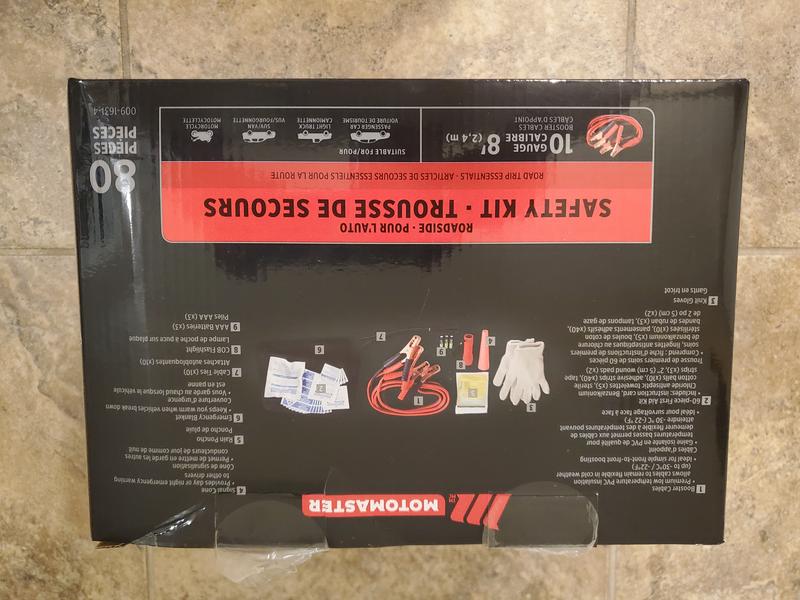 MOTOMASTER
1 Booster Cables
• Premium low temperature PVC insulation
allows cables to remain flexible in cold weather
(up to -30 °C / -22°F)
• Ideal for simple front-to-front boosting
Câbles d'appoint
• Gaine isolante en PVC de qualité pour
températures basses permet aux câbles de
demeurer flexible à des températures pouvant
atteindre -30 °C (-22 °F)
• Idéal pour survoltage face à face
2 60-piece First Aid Kit
• Includes: instruction card, Benzalkonium
Chloride antiseptic towelettes (x5), sterile
cotton balls (x10), adhesive strips (x40), tape
strips (x3), 2" (5 cm) wound pads (x2)
Trousse de premiers soins de 60 pièces
• Comprend : fiche d'instruction de premiers
soins, lingettes antiseptiques au chlorure
de benzalkonium (x5), boules de coton
stérilisées (x10), pansements adhésifs (x40),
bandes de ruban (x3), tampons de gaze
de 2 po (5 cm) (x2)
3 Knit Gloves
Gants en tricot
4 Signal Cone
• Provides day or night emergency warning
to other drivers
Cône de signalisation
• Permet de mettre en garde les autres
conducteurs de jour comme de nuit
5 Rain Poncho
Poncho de pluie
6 Emergency Blanket
• Keeps you warm when vehicles break down
Couverture d'urgence
• Vous garde au chaud lorsque le véhicule
est en panne
7 Cable Ties (x10)
Attaches autobloquantes (x10)
8 COB Flashlight
Lampe de poche à puce sur plaque
9 AAA Batteries (x3)
Piles AAA (x3)
3
4
5
1
8
9
7
2
6
ROADSIDE · POUR L'AUTO
SAFETY KIT · TROUSSE DE SECOURS
ROAD TRIP ESSENTIALS · ARTICLES DE SECOURS ESSENTIELS POUR LA ROUTE
10 GAUGE CALIBRE 8' (2,4 m)
BOOSTER CABLES
CÂBLES D'APPOINT
SUITABLE FOR/POUR
PASSENGER CAR
VOITURE DE TOURISME
LIGHT TRUCK
CAMIONNETTE
SUV/VAN
VUS/FOURGONNETTE
MOTORCYCLE
MOTOCYCLETTE
80
PIECES
PIÈCES
009-1631-4